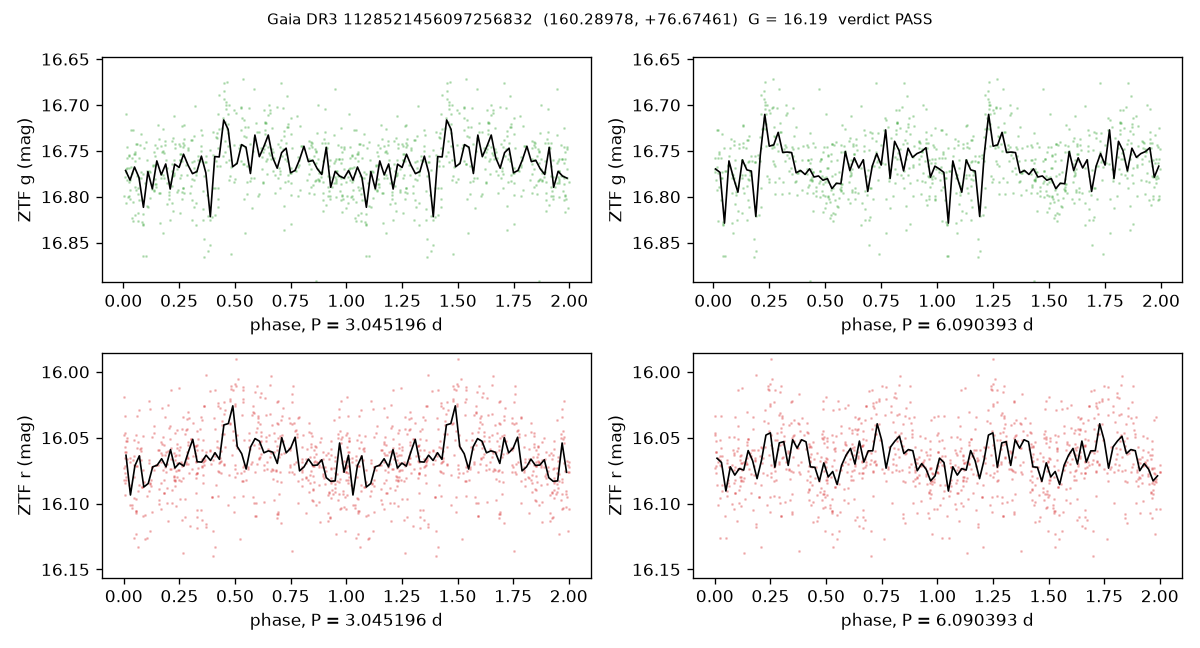 Gaia DR3 1128521456097256832 (160.28978, +76.67461) G = 16.19 verdict PASS
ZTF g (mag)
16.65
16.70
16.75
16.80
16.85
0.00 0.25 0.50 0.75 1.00 1.25 1.50 1.75 2.00
phase, P = 3.045196 d
ZTF g (mag)
16.65
16.70
16.75
16.80
16.85
0.00 0.25 0.50 0.75 1.00 1.25 1.50 1.75 2.00
phase, P = 6.090393 d
ZTF r (mag)
16.00
16.05
16.10
16.15
0.00 0.25 0.50 0.75 1.00 1.25 1.50 1.75 2.00
phase, P = 3.045196 d
ZTF r (mag)
16.00
16.05
16.10
16.15
0.00 0.25 0.50 0.75 1.00 1.25 1.50 1.75 2.00
phase, P = 6.090393 d